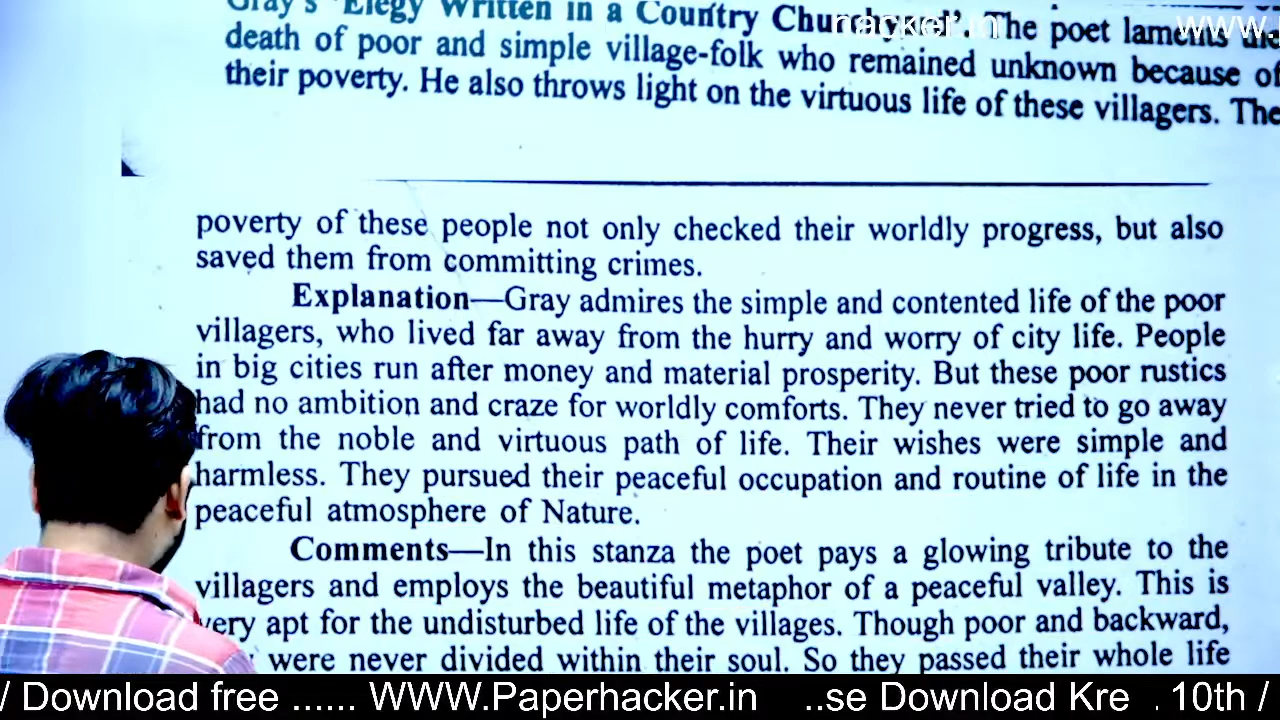 Gray's 'Elegy Written in a Country Churchyard'. The poet laments the
death of poor and simple village-folk who remained unknown because of
their poverty. He also throws light on the virtuous life of these villagers. The
poverty of these people not only checked their worldly progress, but also
saved them from committing crimes.
Explanation—Gray admires the simple and contented life of the poor
villagers, who lived far away from the hurry and worry of city life. People
in big cities run after money and material prosperity. But these poor rustics
had no ambition and craze for worldly comforts. They never tried to go away
from the noble and virtuous path of life. Their wishes were simple and
harmless. They pursued their peaceful occupation and routine of life in the
peaceful atmosphere of Nature.
Comments—In this stanza the poet pays a glowing tribute to the
villagers and employs the beautiful metaphor of a peaceful valley. This is
very apt for the undisturbed life of the villages. Though poor and backward,
were never divided within their soul. So they passed their whole life
/ Download free ...... WWW.Paperhacker.in ..se Download Kre . 10th /
hacker.in www.